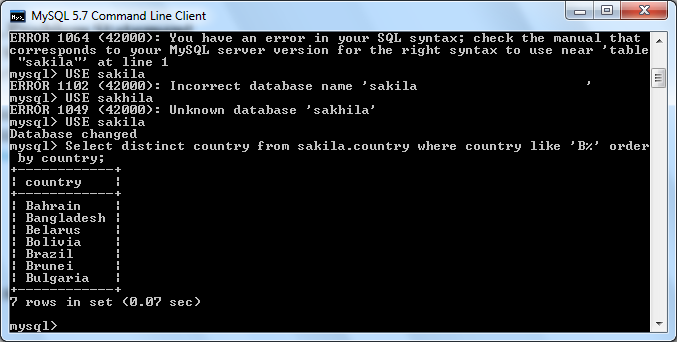 MySQL 5.7 Command Line Client
ERROR 1064 (42000): You have an error in your SQL syntax; check the manual that
corresponds to your MySQL server version for the right syntax to use near 'table
 "sakila"' at line 1
mysql> USE sakila
ERROR 1102 (42000): Incorrect database name 'sakila                     '
mysql> USE sakhila
ERROR 1049 (42000): Unknown database 'sakhila'
mysql> USE sakila
Database changed
mysql> Select distinct country from sakila.country where country like 'B%' order
 by country;
+------------+
| country    |
+------------+
| Bahrain    |
| Bangladesh |
| Belarus    |
| Bolivia    |
| Brazil     |
| Brunei     |
| Bulgaria   |
+------------+
7 rows in set (0.07 sec)
mysql>